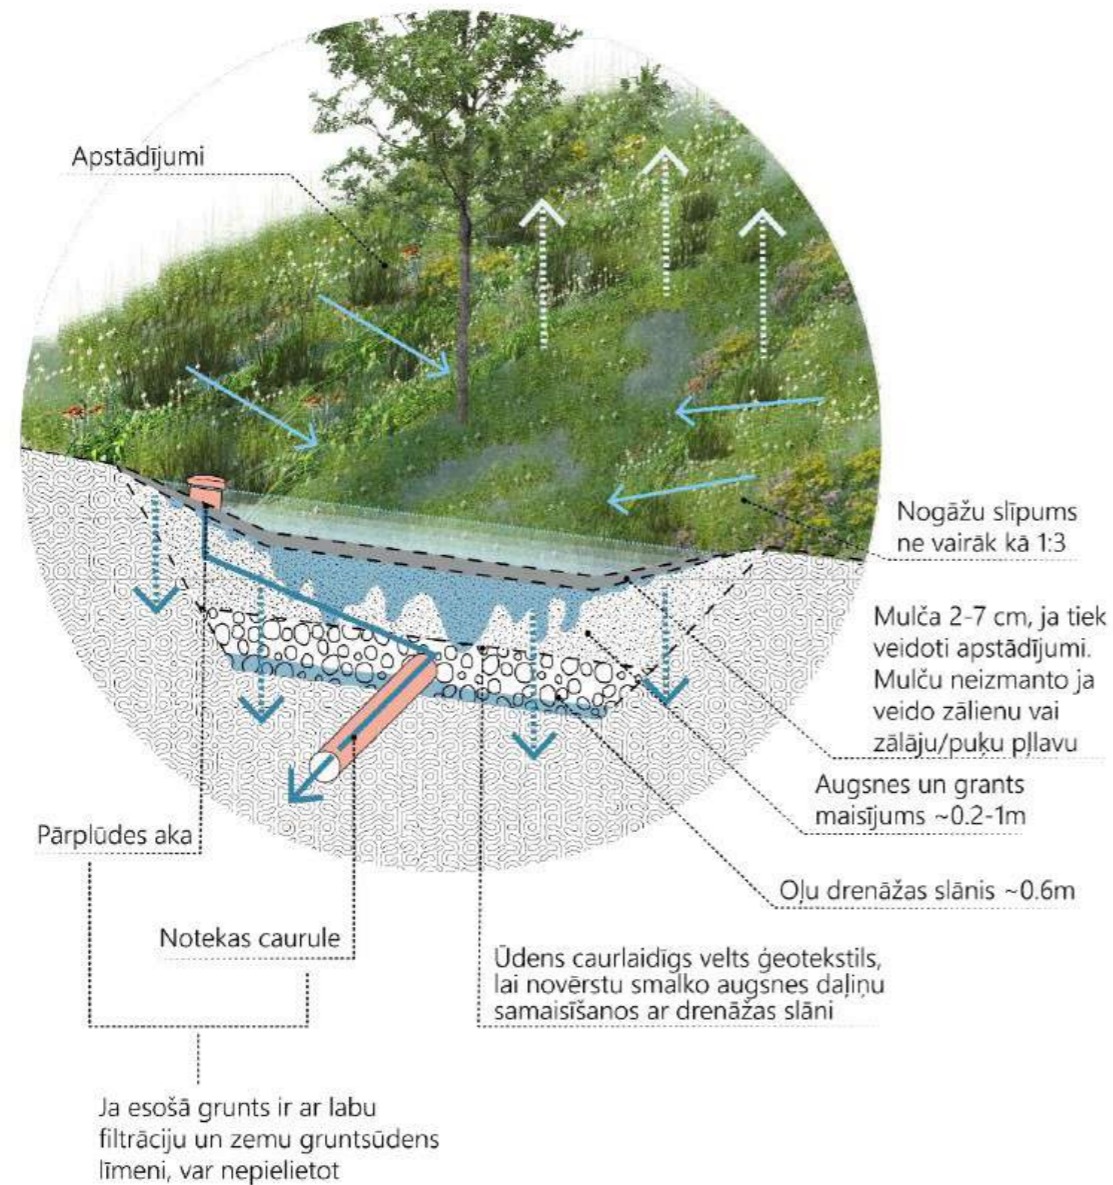 Apstādījumi
Nogāžu slīpums
ne vairāk kā 1:3
Mulča 2-7 cm, ja tiek
veidoti apstādījumi.
Mulču neizmanto ja
veido zālienu vai
zālāju/puķu pļļavu
Augsnes un grants
maisījums ~0.2-1m
Pārplūdes aka
Oļu drenāžas slānis ~0.6m
Notekas caurule
Ūdens caurlaidīgs velts ģeotekstils,
lai novērstu smalko augsnes daļiņu
samaisīšanos ar drenāžas slāni
Ja esošā grunts ir ar labu
filtrāciju un zemu gruntsūdens
līmeni, var nepielietot